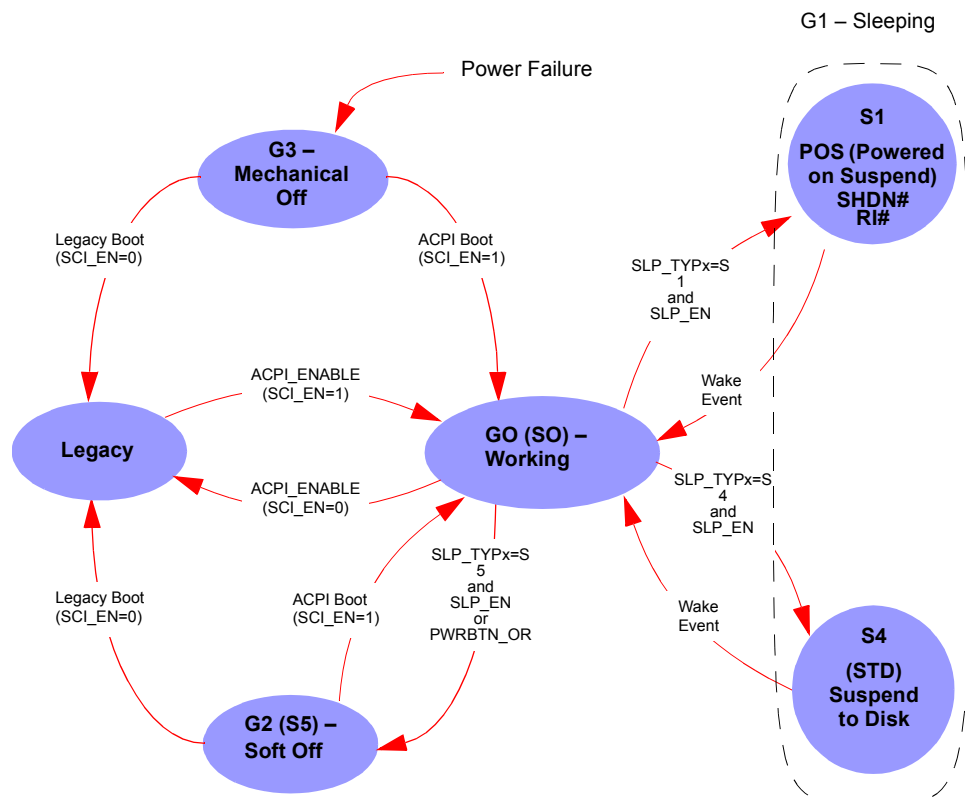 G1 – Sleeping
Power Failure
S1
POS (Powered
on Suspend)
SHDN#
RI#
G3 –
Mechanical
Off
Legacy Boot
(SCI_EN=0)
ACPI Boot
(SCI_EN=1)
SLP_TYPx=S
1
and
SLP_EN
ACPI_ENABLE
(SCI_EN=1)
Wake
Event
Legacy
GO (SO) –
Working
SLP_TYPx=S
4
and
SLP_EN
ACPI_ENABLE
(SCI_EN=0)
SLP_TYPx=S
5
and
SLP_EN
or
PWRBTN_OR
Legacy Boot
(SCI_EN=0)
ACPI Boot
(SCI_EN=1)
Wake
Event
S4
(STD)
Suspend
to Disk
G2 (S5) –
Soft Off